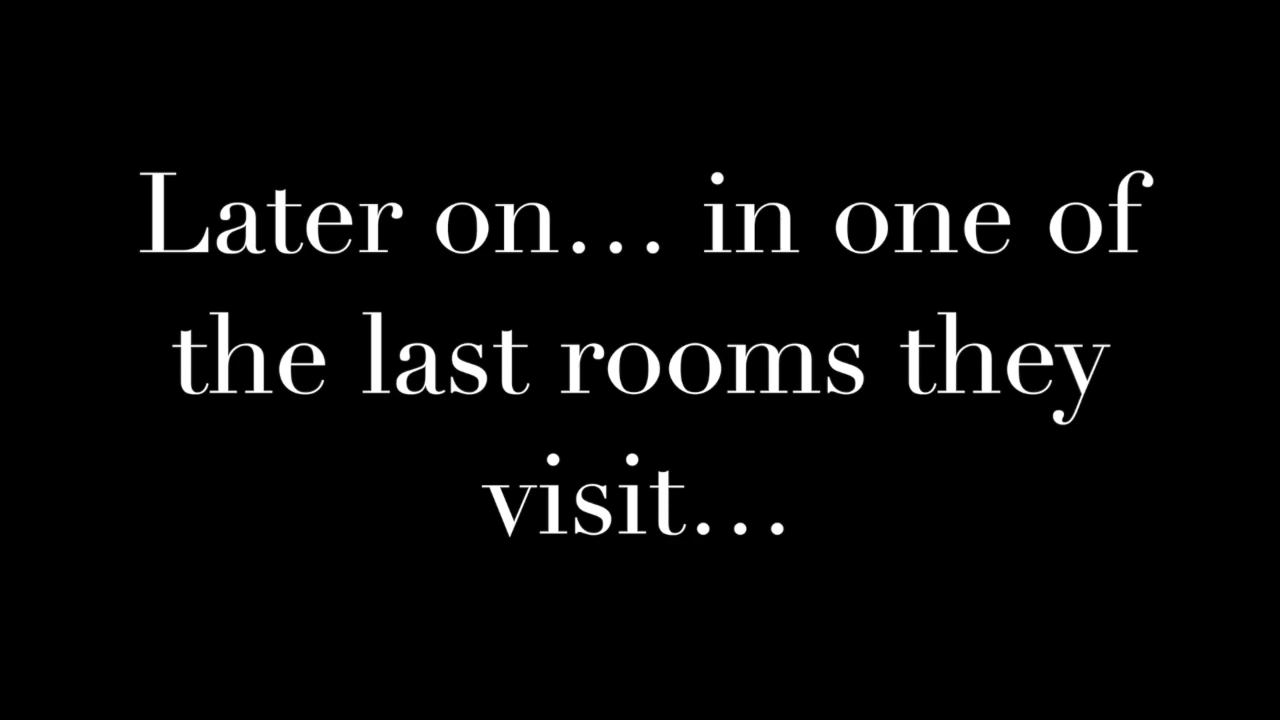 Later on... in one of
the last rooms they
visit...